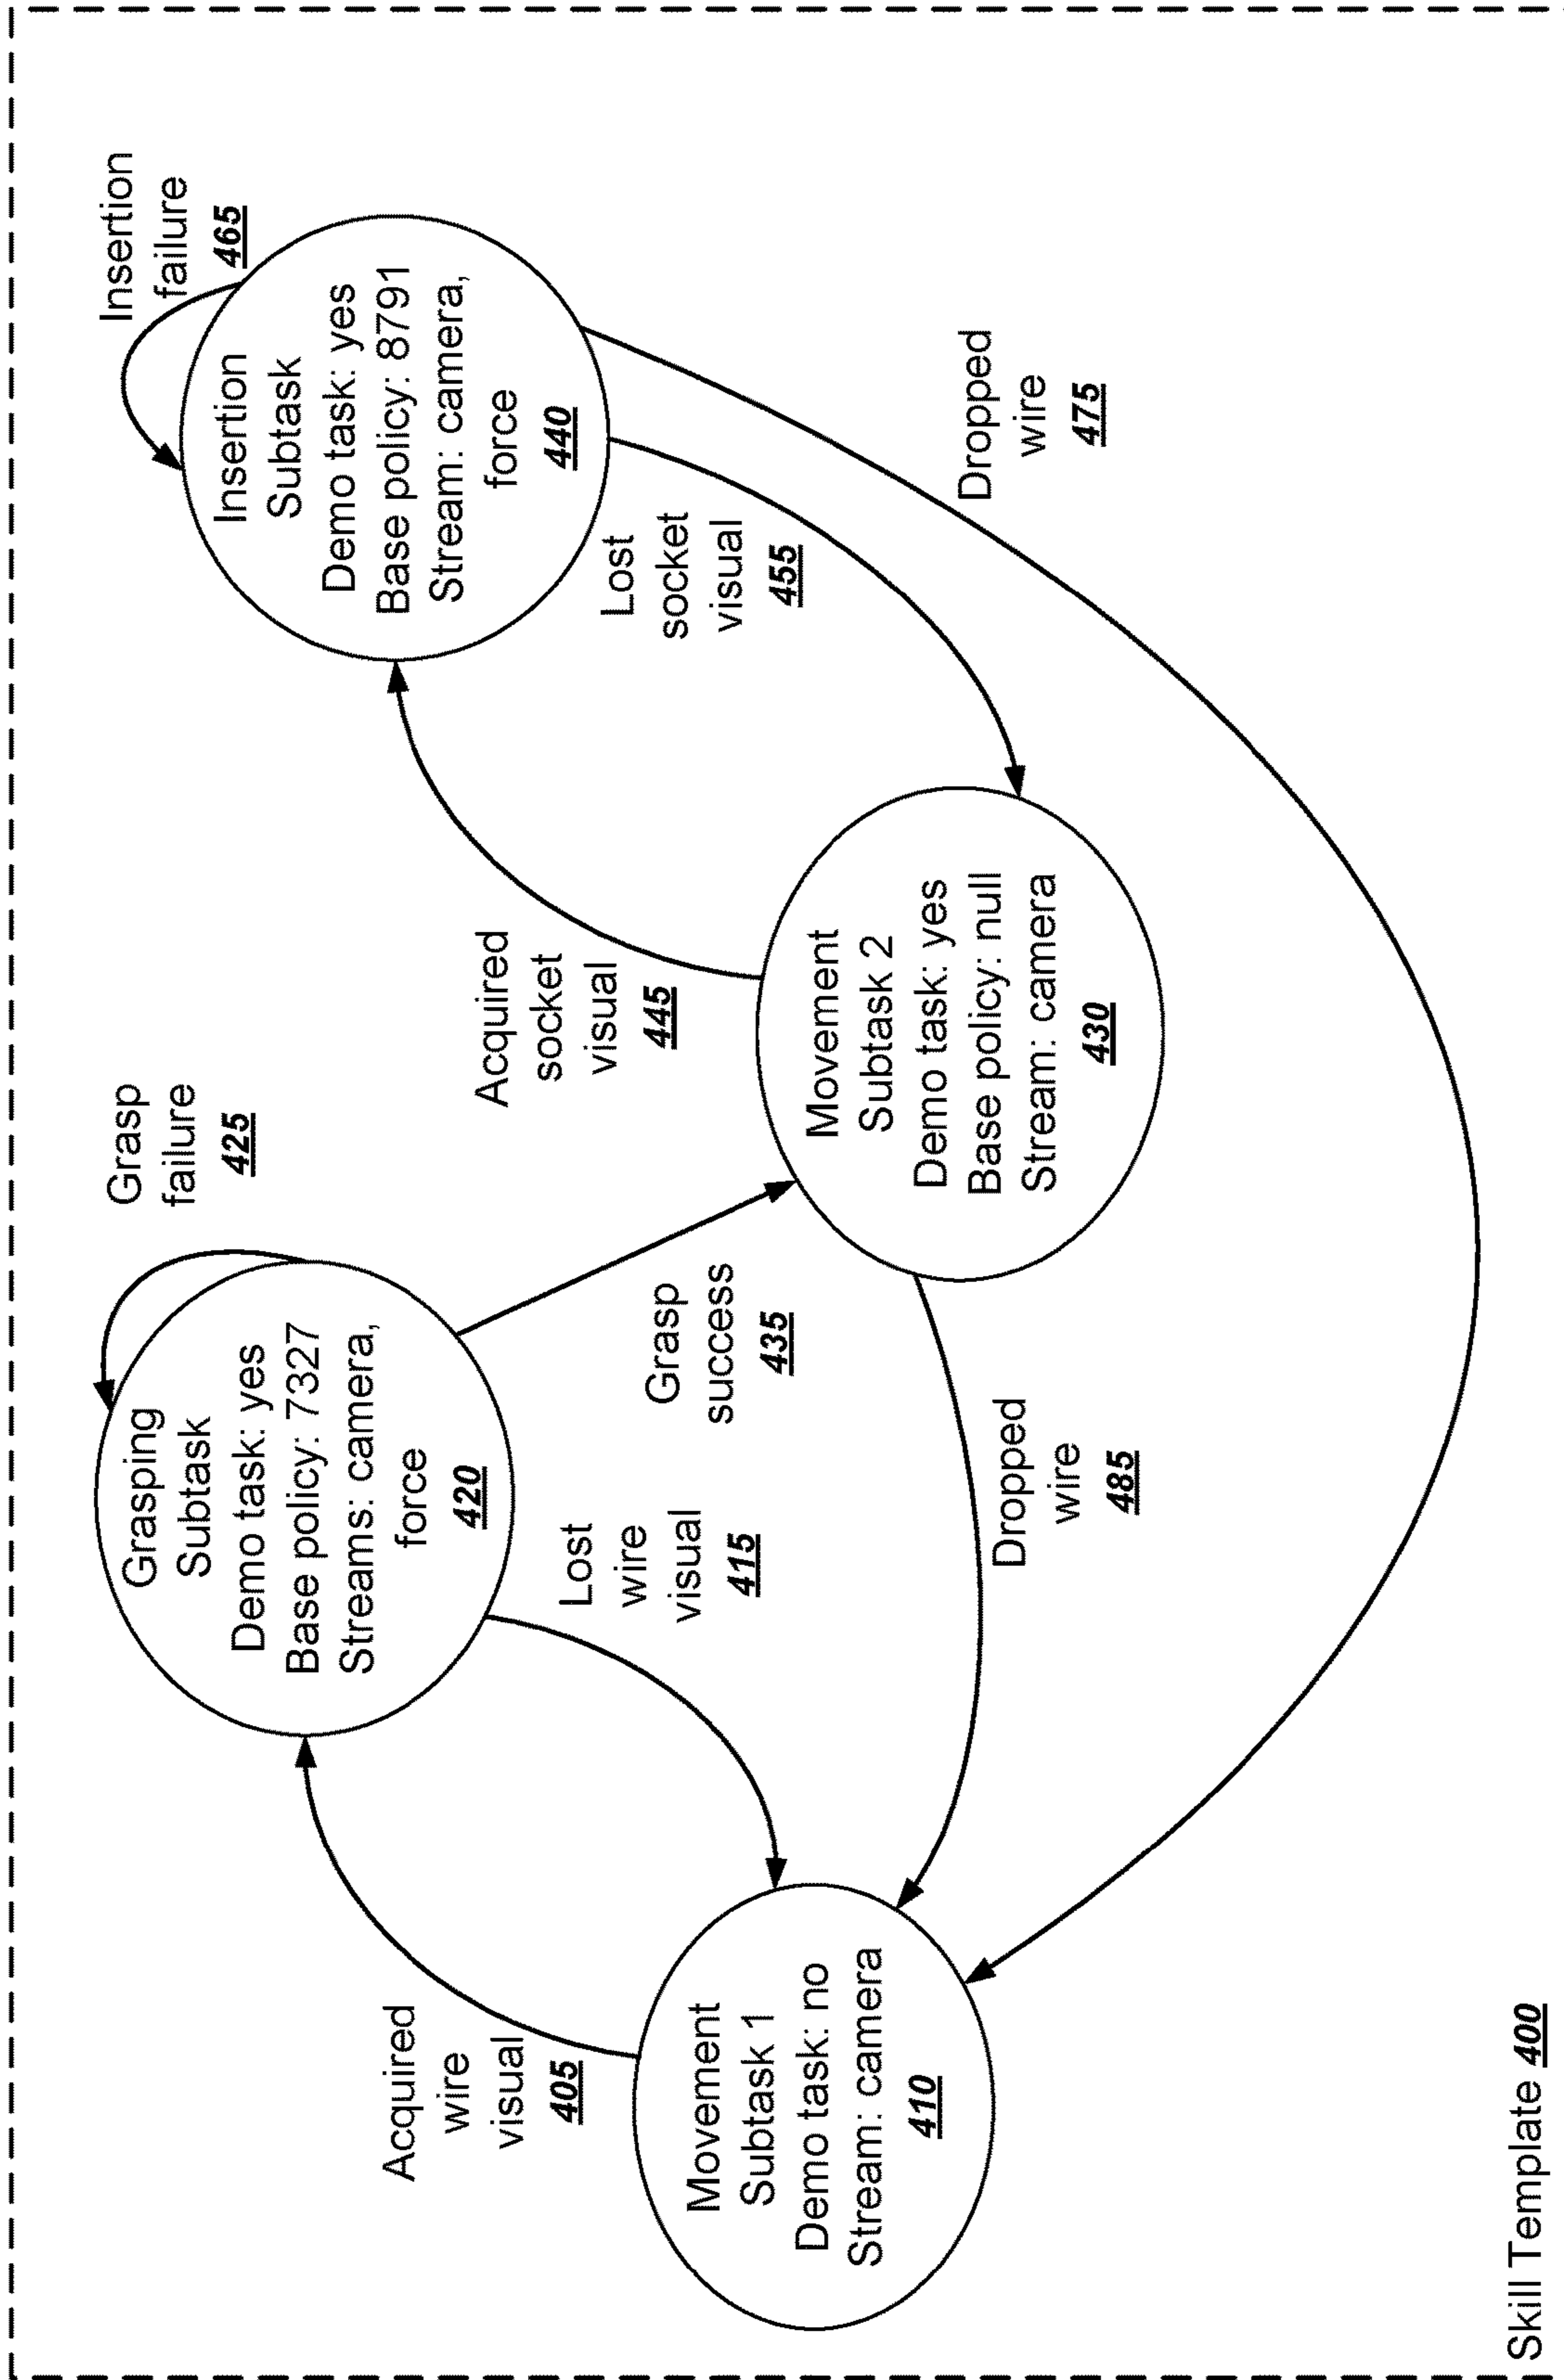 Acquired
wire
visual
405
Movement
Subtask 1
Demo task: no
Stream: camera
410
Grasping
Subtask
Demo task: yes
Base policy: 7327
Streams: camera,
force
420
Grasp
failure
425
Lost
wire
visual
415
Grasp
success
435
Dropped
wire
485
Acquired
socket
visual
445
Movement
Subtask 2
Demo task: yes
Base policy: null
Stream: camera
430
Insertion
failure
465
Insertion
Subtask
Demo task: yes
Base policy: 8791
Stream: camera,
force
440
Lost
socket
visual
455
Dropped
wire
475
Skill Template 400